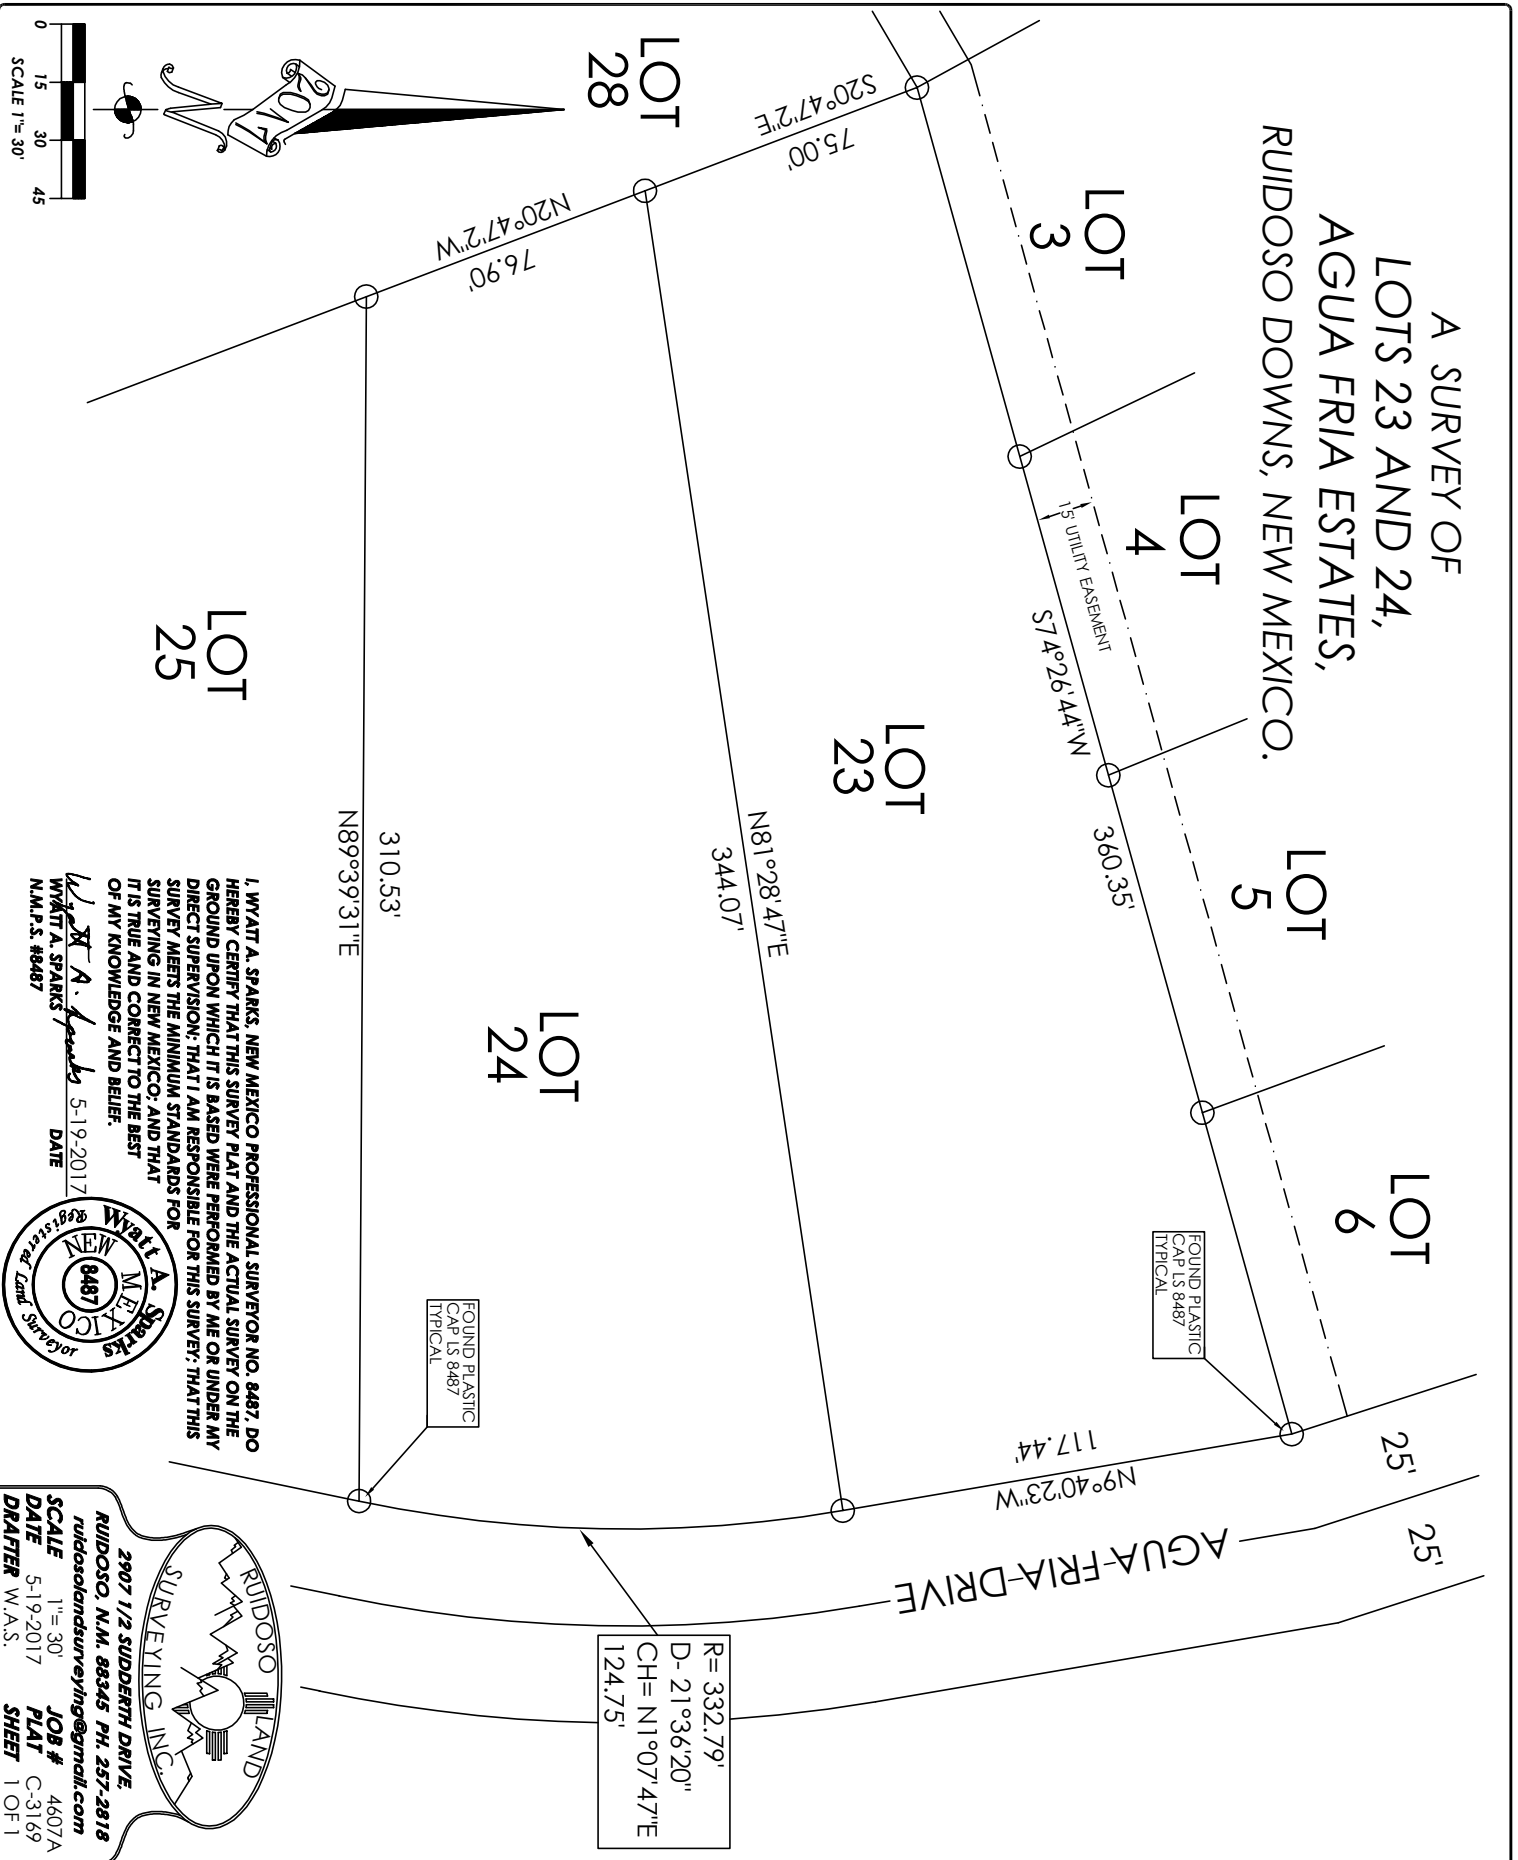 A SURVEY OF
LOTS 23 AND 24,
AGUA FRIA ESTATES,
RUIDOSO DOWNS, NEW MEXICO.
LOT
3
LOT
4
LOT
5
LOT
6
15' UTILITY EASEMENT
S74°26'44"W
360.35'
FOUND PLASTIC
CAP LS 8487
TYPICAL
25'
25'
S20°47'2"E
75.00'
LOT
23
N9°40'23"W
117.44'
AGUA-FRIA-DRIVE
N81°28'47"E
344.07'
LOT
28
N20°47'2"W
76.90'
LOT
24
R= 332.79'
D- 21°36'20"
CH= N1°07'47"E
124.75'
FOUND PLASTIC
CAP LS 8487
TYPICAL
310.53'
N89°39'31"E
LOT
25
N
0 15 30 45
SCALE 1"= 30'
I, WYATT A. SPARKS, NEW MEXICO PROFESSIONAL SURVEYOR NO. 8487, DO
HEREBY CERTIFY THAT THIS SURVEY PLAT AND THE ACTUAL SURVEY ON THE
GROUND UPON WHICH IT IS BASED WERE PERFORMED BY ME OR UNDER MY
DIRECT SUPERVISION; THAT I AM RESPONSIBLE FOR THIS SURVEY; THAT THIS
SURVEY MEETS THE MINIMUM STANDARDS FOR
SURVEYING IN NEW MEXICO; AND THAT
IT IS TRUE AND CORRECT TO THE BEST
OF MY KNOWLEDGE AND BELIEF.
Wyatt A. Sparks 5-19-2017
WYATT A. SPARKS DATE
N.M.P.S. #8487
Wyatt A. Sparks
NEW MEXICO
8487
Registered Land Surveyor
RUIDOSO LAND
SURVEYING INC.
2907 1/2 SUDDERTH DRIVE,
RUIDOSO, N.M. 88345 PH. 257-2818
ruidosolandsurveying@gmail.com
SCALE 1"= 30' JOB # 4607A
DATE 5-19-2017 PLAT C-3169
DRAFTER W.A.S. SHEET 1 OF 1